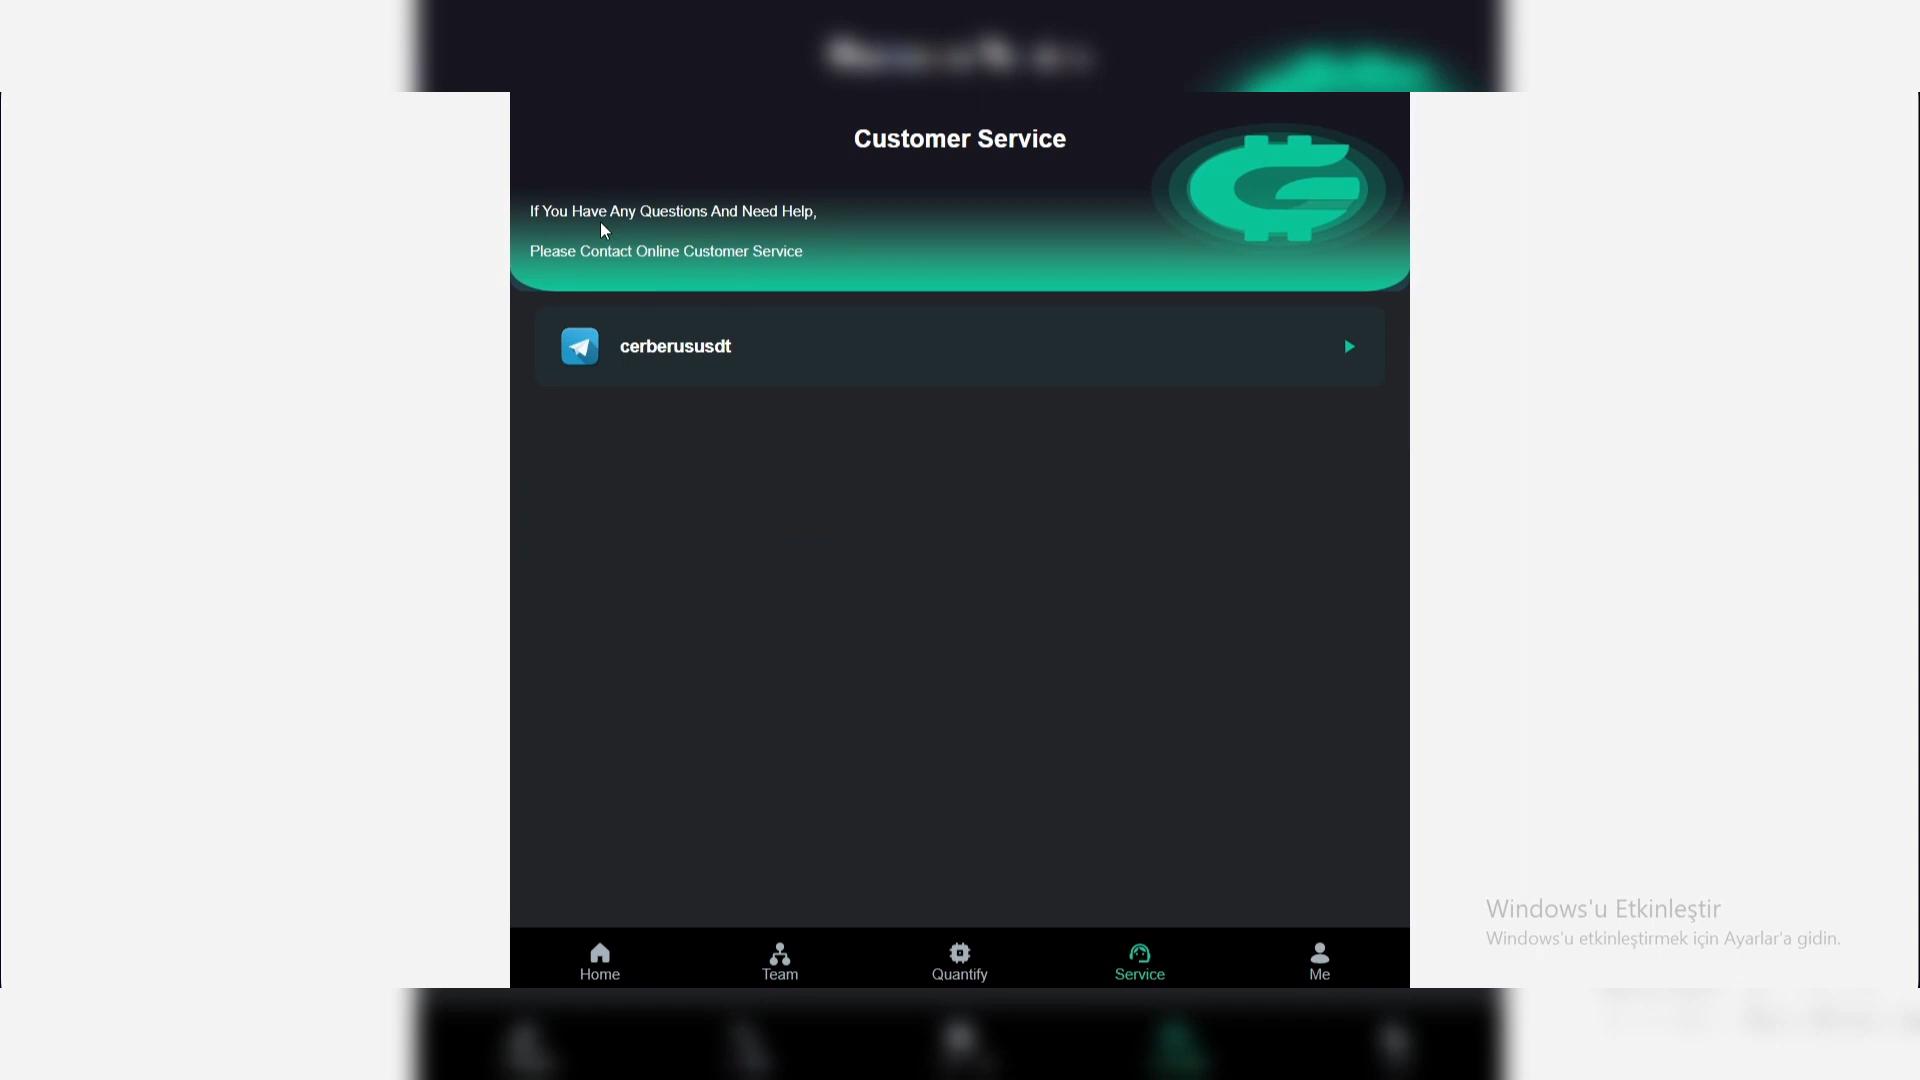 Customer Service
If You Have Any Questions And Need Help,
Please Contact Online Customer Service
cerberususdt
Windows'u Etkinleştir
Windows'u etkinleştirmek için Ayarlar'a gidin.
Home
Team
Quantify
Service
Me